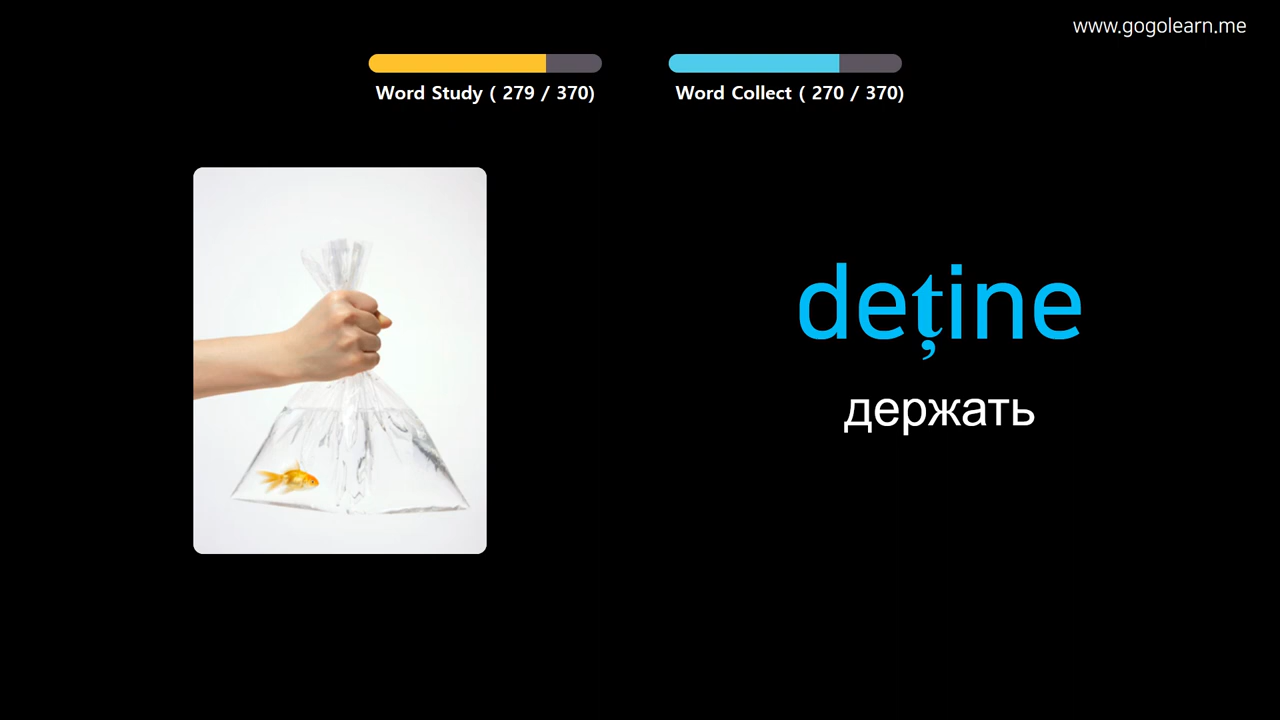 www.gogolearn.me
Word Study ( 279 / 370)
Word Collect ( 270 / 370)
deține
держать